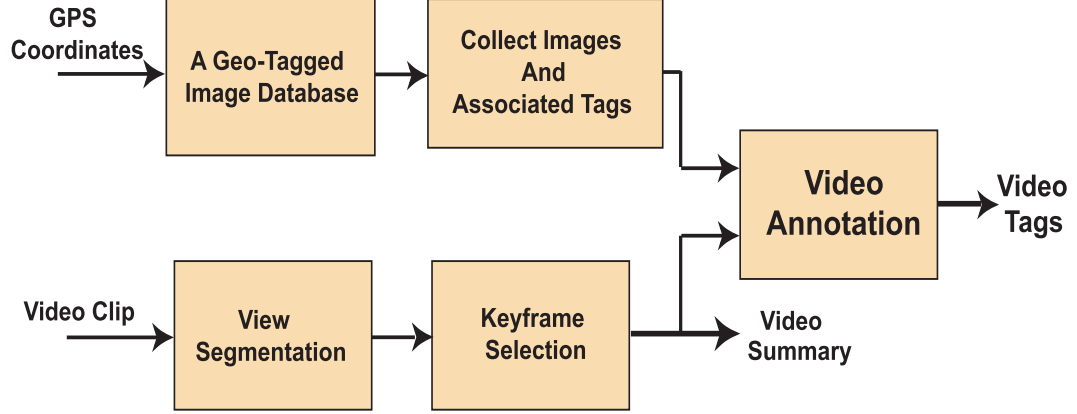 GPS
Coordinates
A Geo-Tagged
Image Database
Collect Images
And
Associated Tags
Video
Annotation
Video
Tags
Video Clip
View
Segmentation
Keyframe
Selection
Video
Summary